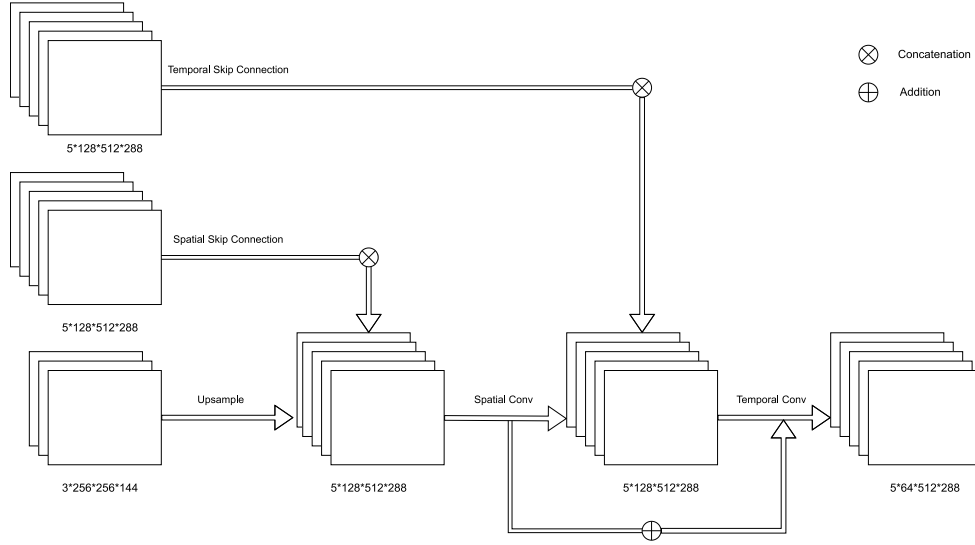 Temporal Skip Connection
Concatenation
Addition
5*128*512*288
Spatial Skip Connection
5*128*512*288
Upsample
Spatial Conv
Temporal Conv
3*256*256*144
5*128*512*288
5*128*512*288
5*64*512*288